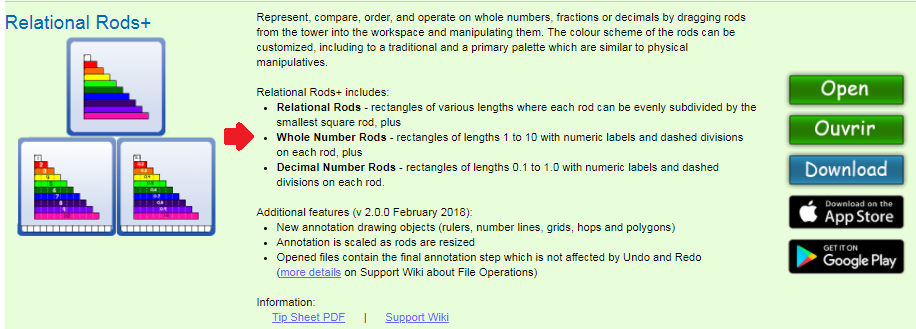 Relational Rods+
Represent, compare, order, and operate on whole numbers, fractions or decimals by dragging rods
from the tower into the workspace and manipulating them. The colour scheme of the rods can be
customized, including to a traditional and a primary palette which are similar to physical
manipulatives.
Relational Rods+ includes:
• Relational Rods - rectangles of various lengths where each rod can be evenly subdivided by the
smallest square rod, plus
• Whole Number Rods - rectangles of lengths 1 to 10 with numeric labels and dashed divisions
on each rod, plus
• Decimal Number Rods - rectangles of lengths 0.1 to 1.0 with numeric labels and dashed
divisions on each rod.
Additional features (v 2.0.0 February 2018):
• New annotation drawing objects (rulers, number lines, grids, hops and polygons)
• Annotation is scaled as rods are resized
• Opened files contain the final annotation step which is not affected by Undo and Redo
(more details on Support Wiki about File Operations)
Information:
Tip Sheet PDF | Support Wiki
Open
Ouvrir
Download
Download on the
App Store
GET IT ON
Google Play